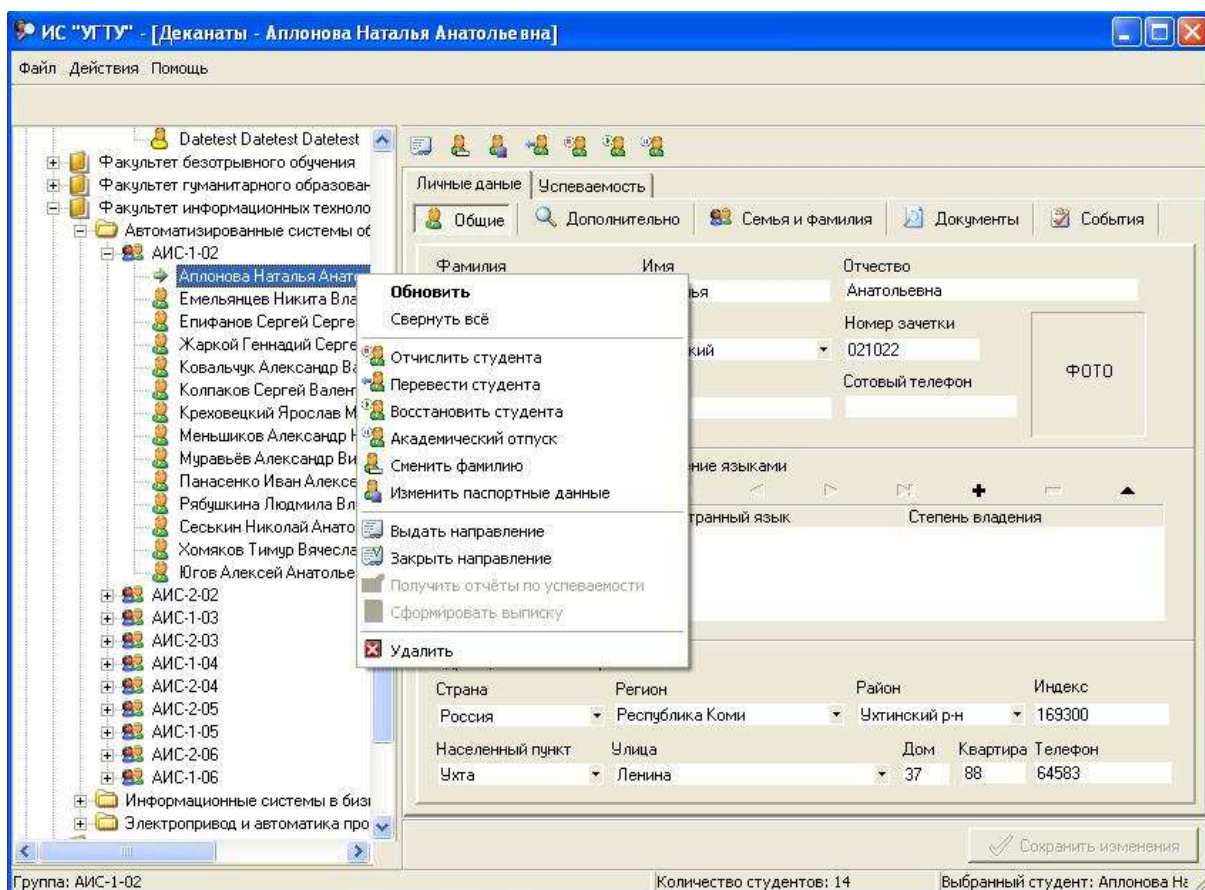 ИС "УГТУ" - [Деканаты - Аплонова Наталья Анатольевна]
Файл Действия Помощь
Datetest Datetest Datetest
Факультет безотрывного обучения
Факультет гуманитарного образован
Факультет информационных техноло
Автоматизированные системы об
АИС-1-02
Аплонова Наталья Анато
Емельянцев Никита Вла
Епифанов Сергей Серге
Жаркой Геннадий Серге
Ковальчук Александр Ва
Колпаков Сергей Вален
Креховецкий Ярослав М
Меньшиков Александр Н
Муравьёв Александр Ви
Панасенко Иван Алексе
Рябушкина Людмила Вл
Сеськин Николай Анато
Хомяков Тимур Вячесла
Югов Алексей Анатолье
АИС-2-02
АИС-1-03
АИС-2-03
АИС-1-04
АИС-2-04
АИС-2-05
АИС-1-05
АИС-2-06
АИС-1-06
Информационные системы в бизн
Электропривод и автоматика про
Обновить
Свернуть всё
Отчислить студента
Перевести студента
Восстановить студента
Академический отпуск
Сменить фамилию
Изменить паспортные данные
Выдать направление
Закрыть направление
Получить отчёты по успеваемости
Сформировать выписку
Удалить
Личные даные Успеваемость
Общие Дополнительно Семья и фамилия Документы События
Фамилия Имя Отчество
ья Анатольевна
Номер зачетки
кий 021022
ФОТО
Сотовый телефон
ние языками
транный язык Степень владения
Страна Регион Район Индекс
Россия Республика Коми Ухтинский р-н 169300
Населенный пункт Улица Дом Квартира Телефон
Ухта Ленина 37 88 64583
Сохранить изменения
Группа: АИС-1-02 Количество студентов: 14 Выбранный студент: Аплонова На